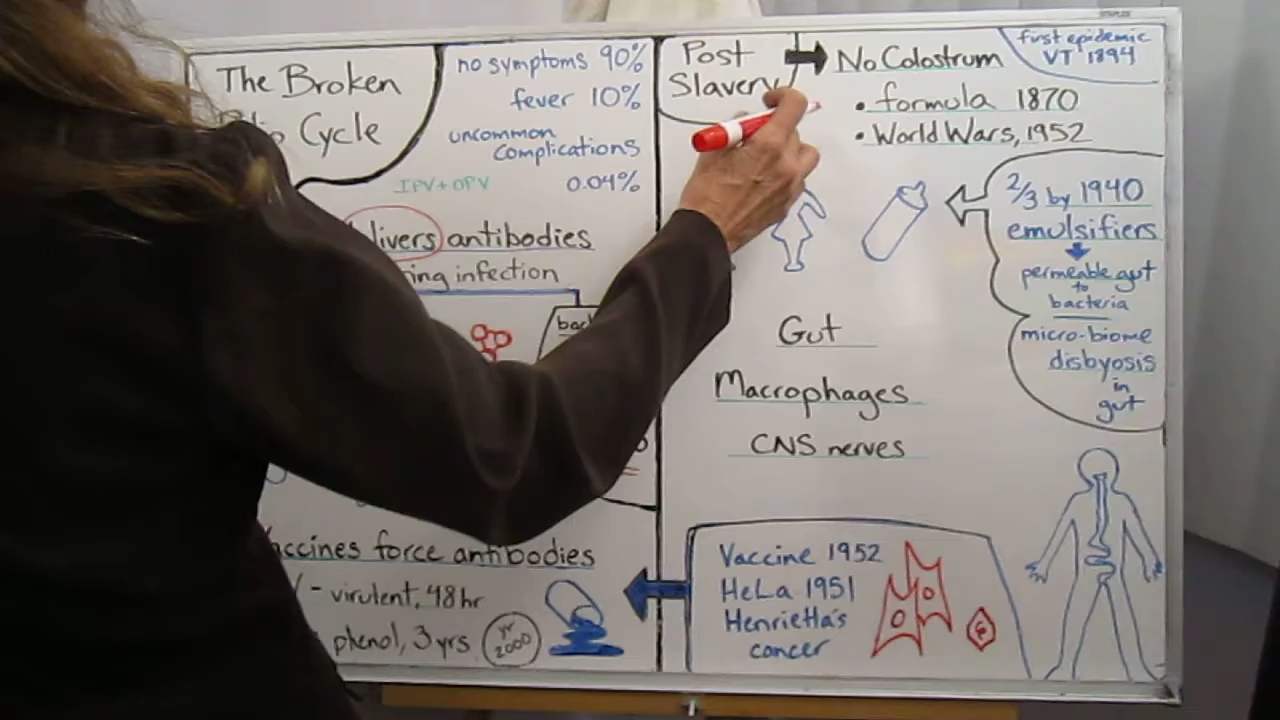 The Broken
Cycle
no symptoms 90%
fever 10%
uncommon
complications
0.04%
IPV + OPV
livers antibodies
ing infection
bac
Vaccines force antibodies
- virulent, 48 hr
phenol, 3 yrs
yr
2000
Post
Slavery
No Colostrum
• formula 1870
• World Wars, 1952
first epidemic
VT 1894
2/3 by 1940
emulsifiers
permeable gut
to
bacteria
micro-biome
disbyosis
in
gut
Gut
Macrophages
CNS nerves
Vaccine 1952
HeLa 1951
Henrietta's
cancer